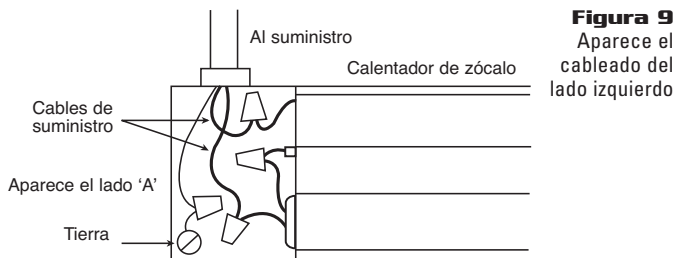 Figura 9
Aparece el
cableado del
lado izquierdo
Al suministro
Calentador de zócalo
Cables de
suministro
Aparece el lado ‘A’
Tierra